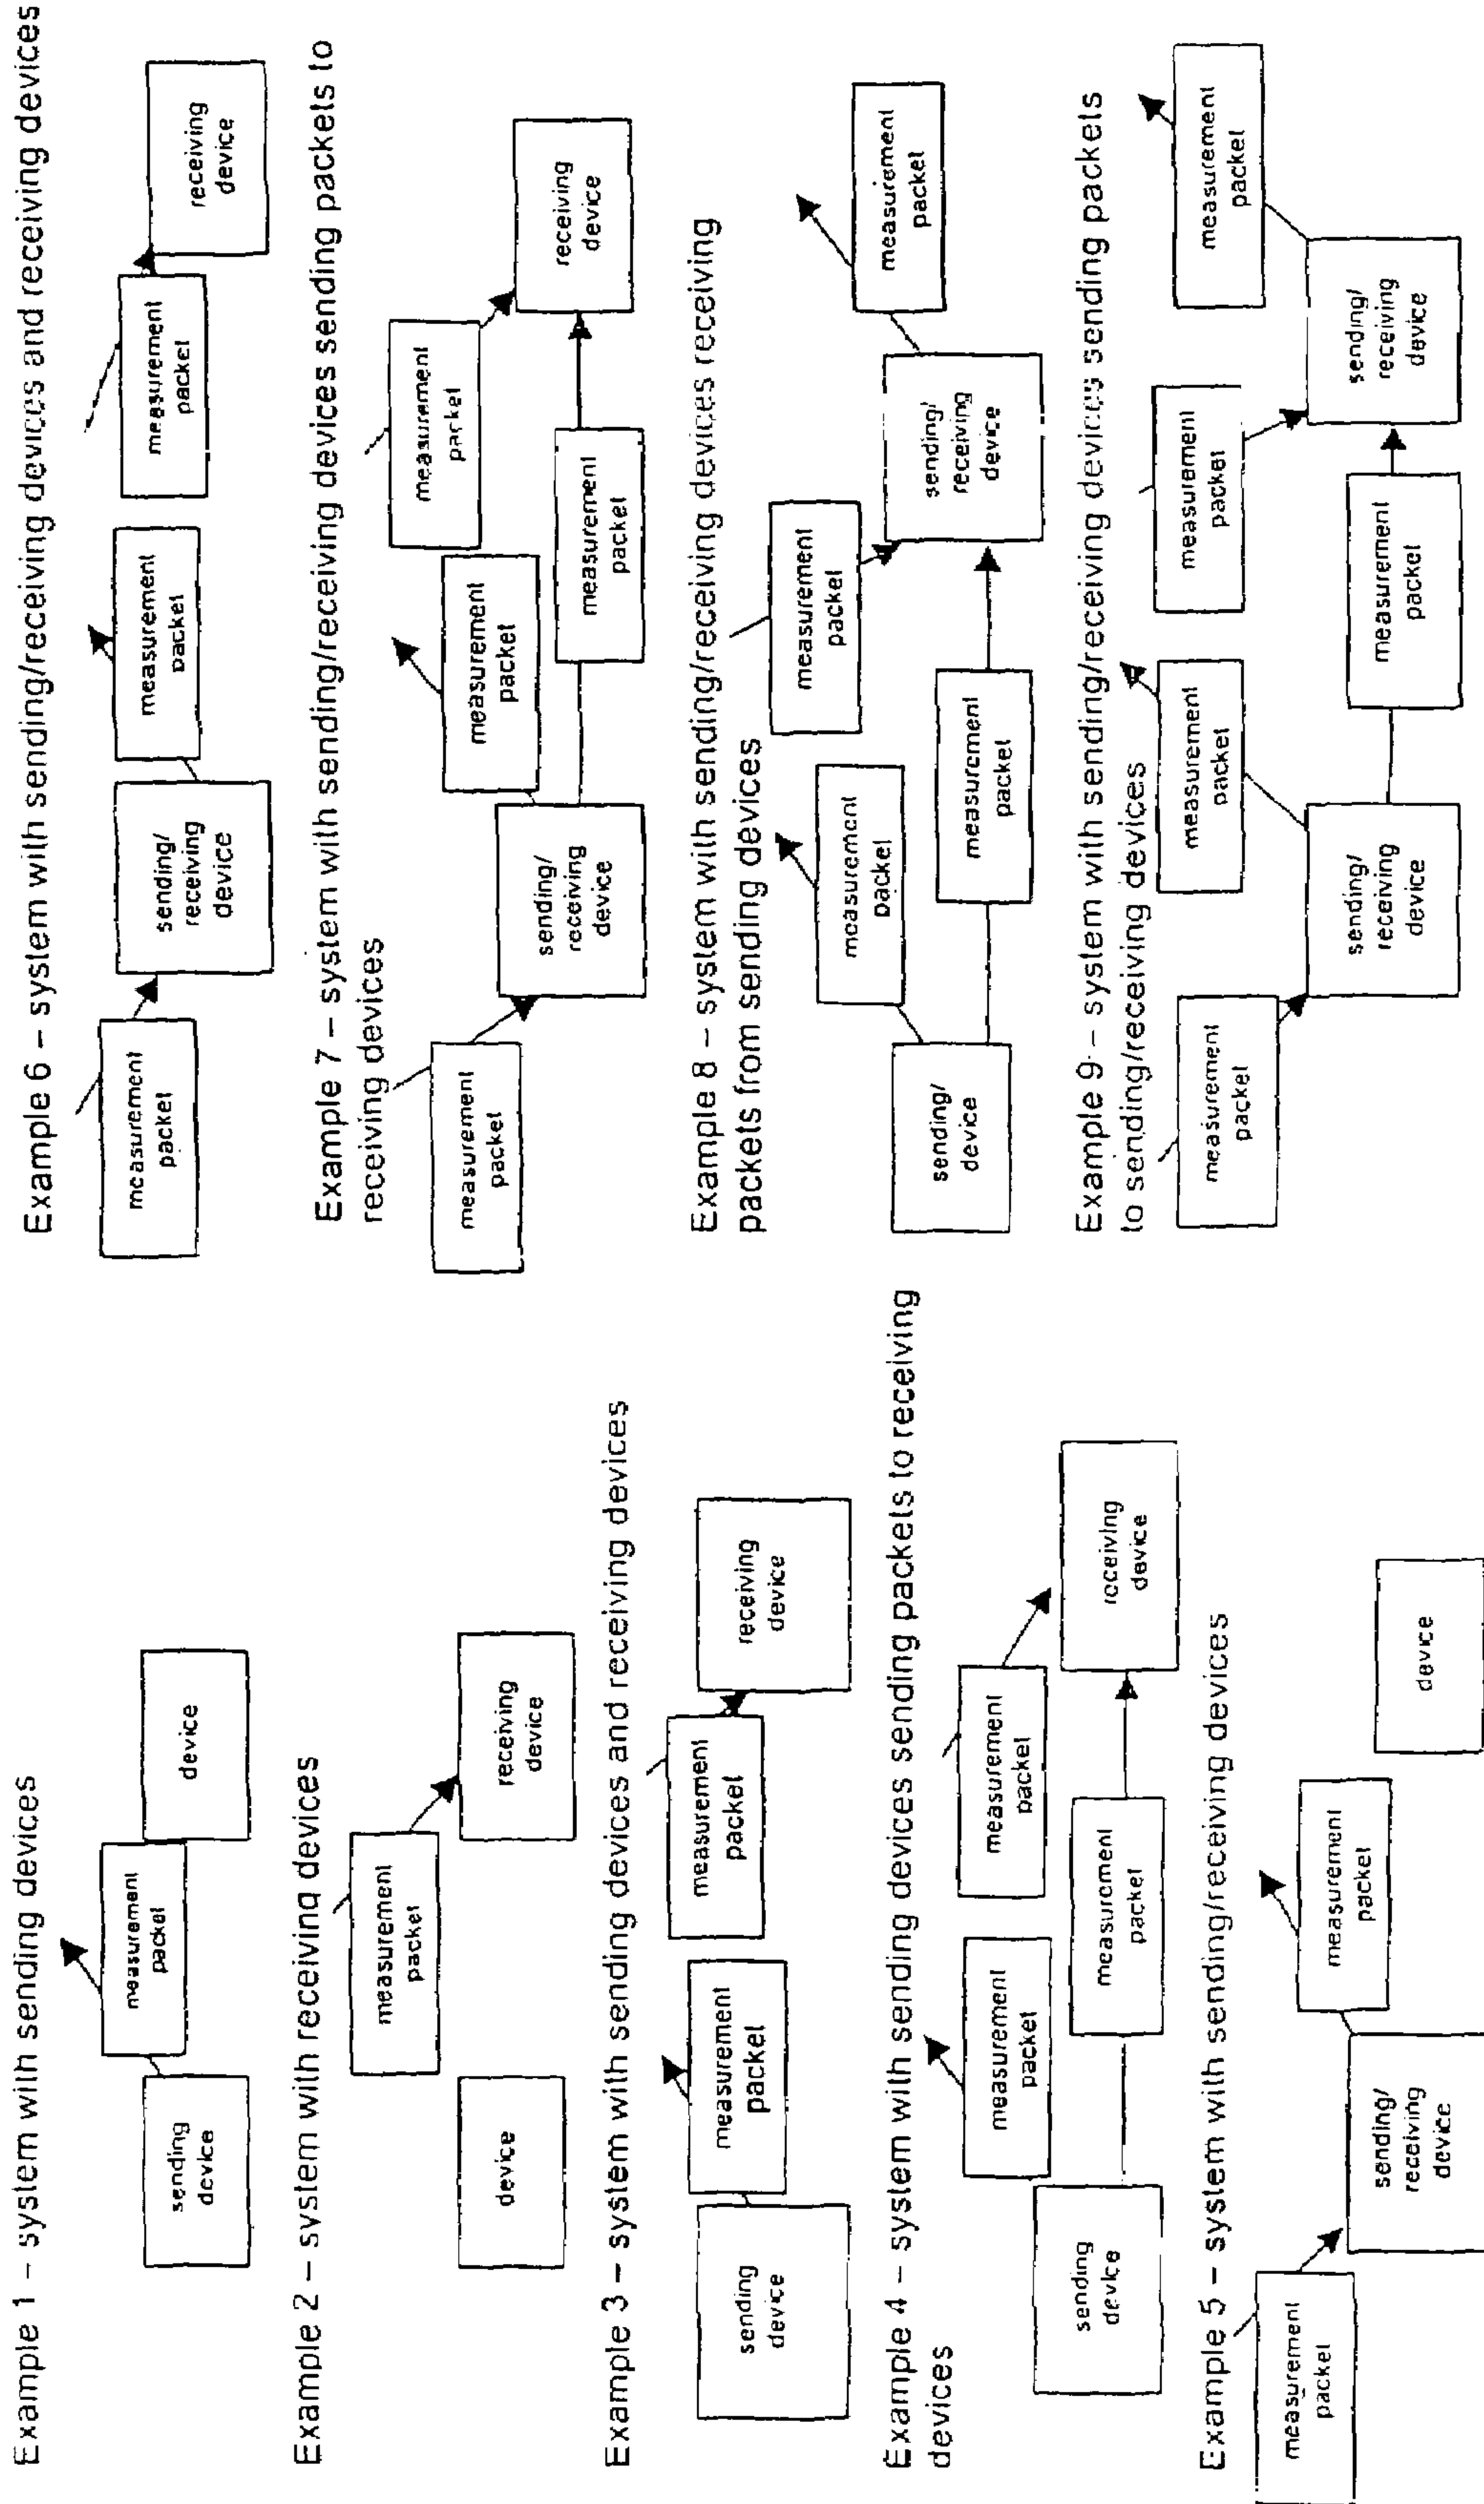 Example 1 – system with sending devices
sending
device
measurement
packet
device
Example 2 – system with receiving devices
device
measurement
packet
receiving
device
Example 3 – system with sending devices and receiving devices
sending
device
measurement
packet
measurement
packet
receiving
device
Example 4 – system with sending devices sending packets to receiving
devices
sending
device
measurement
packet
measurement
packet
measurement
packet
receiving
device
Example 5 – system with sending/receiving devices
measurement
packet
sending/
receiving
device
measurement
packet
device
Example 6 – system with sending/receiving devices and receiving devices
measurement
packet
sending/
receiving
device
measurement
packet
measurement
packet
receiving
device
Example 7 – system with sending/receiving devices sending packets to
receiving devices
measurement
packet
sending/
receiving
device
measurement
packet
measurement
packet
measurement
packet
receiving
device
Example 8 – system with sending/receiving devices receiving
packets from sending devices
sending/
device
measurement
packet
measurement
packet
measurement
packet
sending/
receiving
device
measurement
packet
Example 9 – system with sending/receiving devices sending packets
to sending/receiving devices
measurement
packet
sending/
receiving
device
measurement
packet
measurement
packet
measurement
packet
sending/
receiving
device
measurement
packet